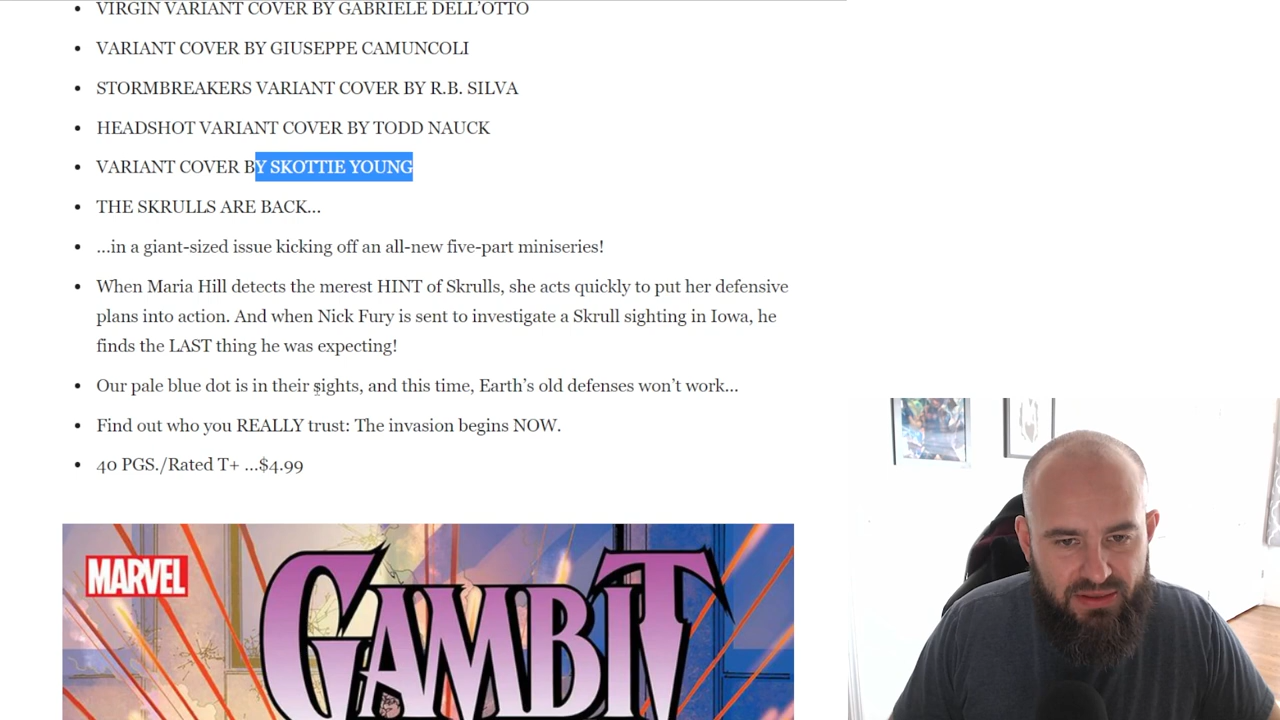 VIRGIN VARIANT COVER BY GABRIELE DELL'OTTO
VARIANT COVER BY GIUSEPPE CAMUNCOLI
STORMBREAKERS VARIANT COVER BY R.B. SILVA
HEADSHOT VARIANT COVER BY TODD NAUCK
VARIANT COVER BY SKOTTIE YOUNG
THE SKRULLS ARE BACK…
…in a giant-sized issue kicking off an all-new five-part miniseries!
When Maria Hill detects the merest HINT of Skrulls, she acts quickly to put her defensive
plans into action. And when Nick Fury is sent to investigate a Skrull sighting in Iowa, he
finds the LAST thing he was expecting!
Our pale blue dot is in their sights, and this time, Earth's old defenses won't work…
Find out who you REALLY trust: The invasion begins NOW.
40 PGS./Rated T+ …$4.99
MARVEL
GAMBIT